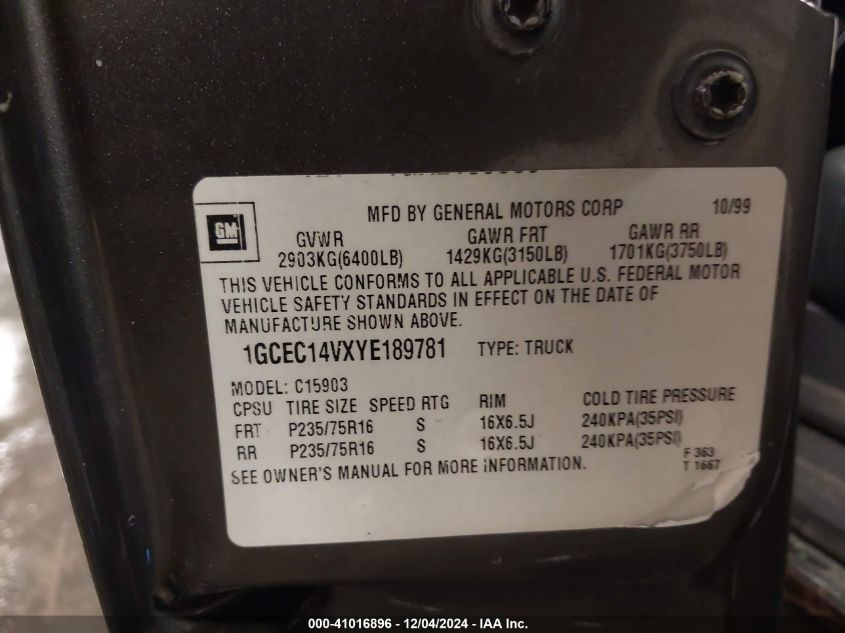 MFD BY GENERAL MOTORS CORP 10/99
GM
GVWR GAWR FRT GAWR RR
2903KG(6400LB) 1429KG(3150LB) 1701KG(3750LB)
THIS VEHICLE CONFORMS TO ALL APPLICABLE U.S. FEDERAL MOTOR
VEHICLE SAFETY STANDARDS IN EFFECT ON THE DATE OF
MANUFACTURE SHOWN ABOVE.
1GCEC14VXYE189781 TYPE: TRUCK
MODEL: C15903
CPSU TIRE SIZE SPEED RTG RIM COLD TIRE PRESSURE
FRT P235/75R16 S 16X6.5J 240KPA(35PSI)
RR P235/75R16 S 16X6.5J 240KPA(35PSI)
SEE OWNER'S MANUAL FOR MORE INFORMATION.
F 363
T 1667
000-41016896 - 12/04/2024 - IAA Inc.